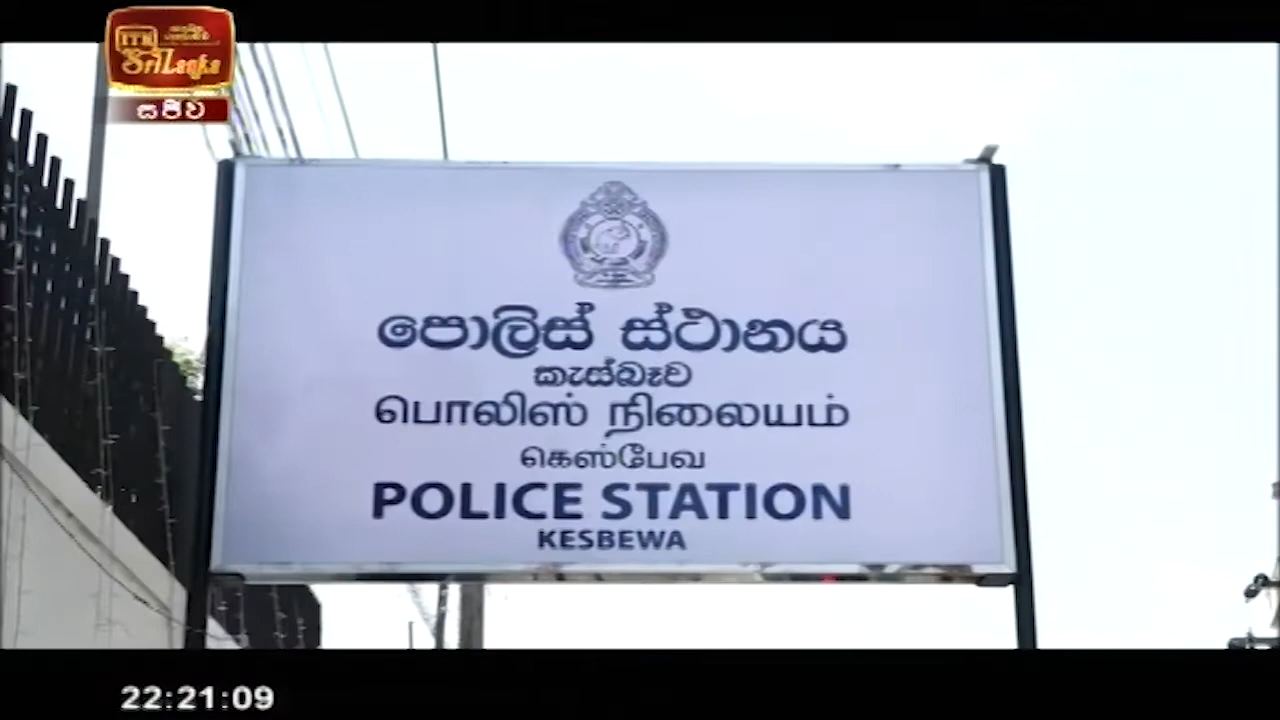 ITN
Sri Lanka
සජීව
පොලිස් ස්ථානය
කැස්බෑව
பொலிஸ் நிலையம்
கெஸ்பேவ
POLICE STATION
KESBEWA
22:21:09